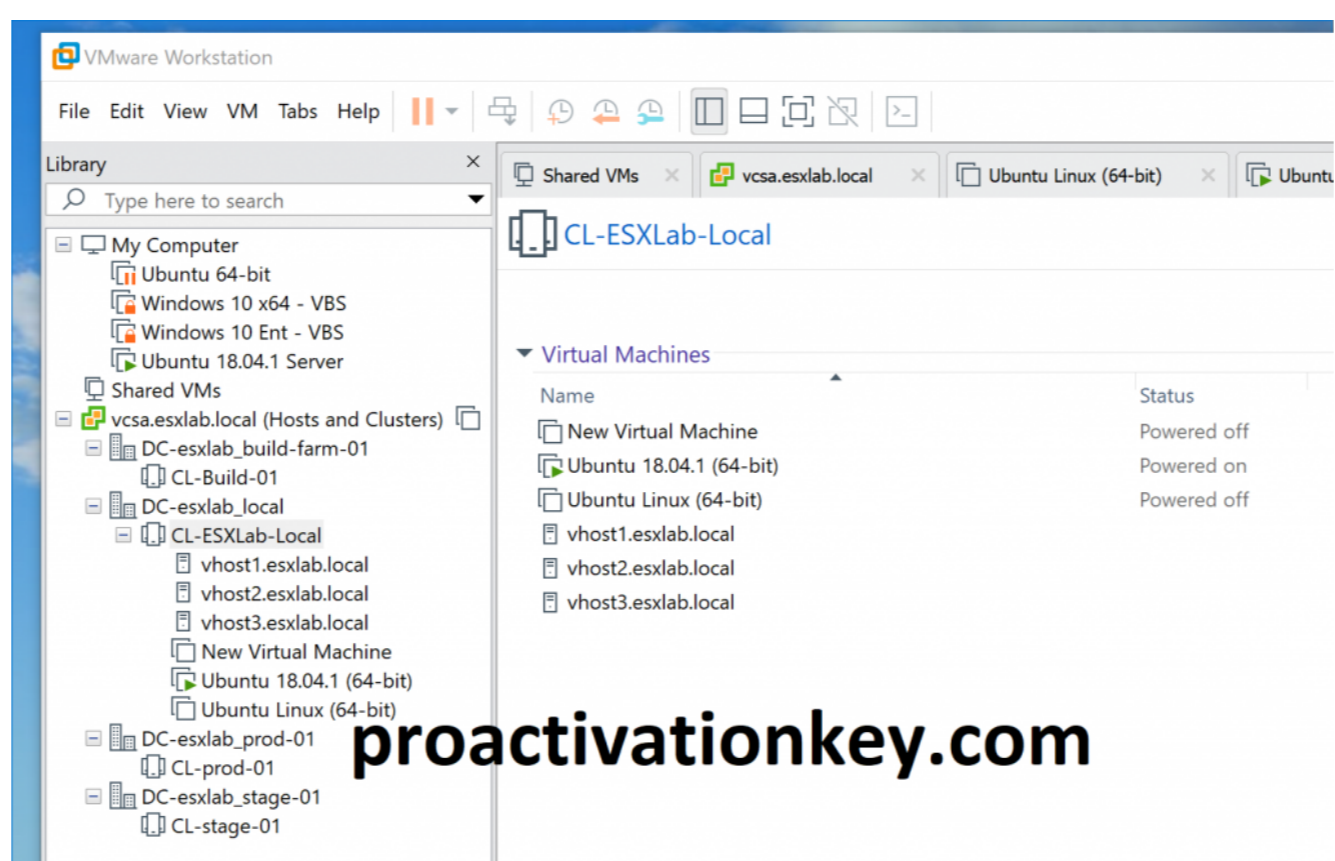 VMware Workstation
File Edit View VM Tabs Help
Library
Type here to search
My Computer
Ubuntu 64-bit
Windows 10 x64 - VBS
Windows 10 Ent - VBS
Ubuntu 18.04.1 Server
Shared VMs
vcsa.esxlab.local (Hosts and Clusters)
DC-esxlab_build-farm-01
CL-Build-01
DC-esxlab_local
CL-ESXLab-Local
vhost1.esxlab.local
vhost2.esxlab.local
vhost3.esxlab.local
New Virtual Machine
Ubuntu 18.04.1 (64-bit)
Ubuntu Linux (64-bit)
DC-esxlab_prod-01
CL-prod-01
DC-esxlab_stage-01
CL-stage-01
Shared VMs vcsa.esxlab.local Ubuntu Linux (64-bit) Ubuntu
CL-ESXLab-Local
Virtual Machines
Name Status
New Virtual Machine Powered off
Ubuntu 18.04.1 (64-bit) Powered on
Ubuntu Linux (64-bit) Powered off
vhost1.esxlab.local
vhost2.esxlab.local
vhost3.esxlab.local
proactivationkey.com